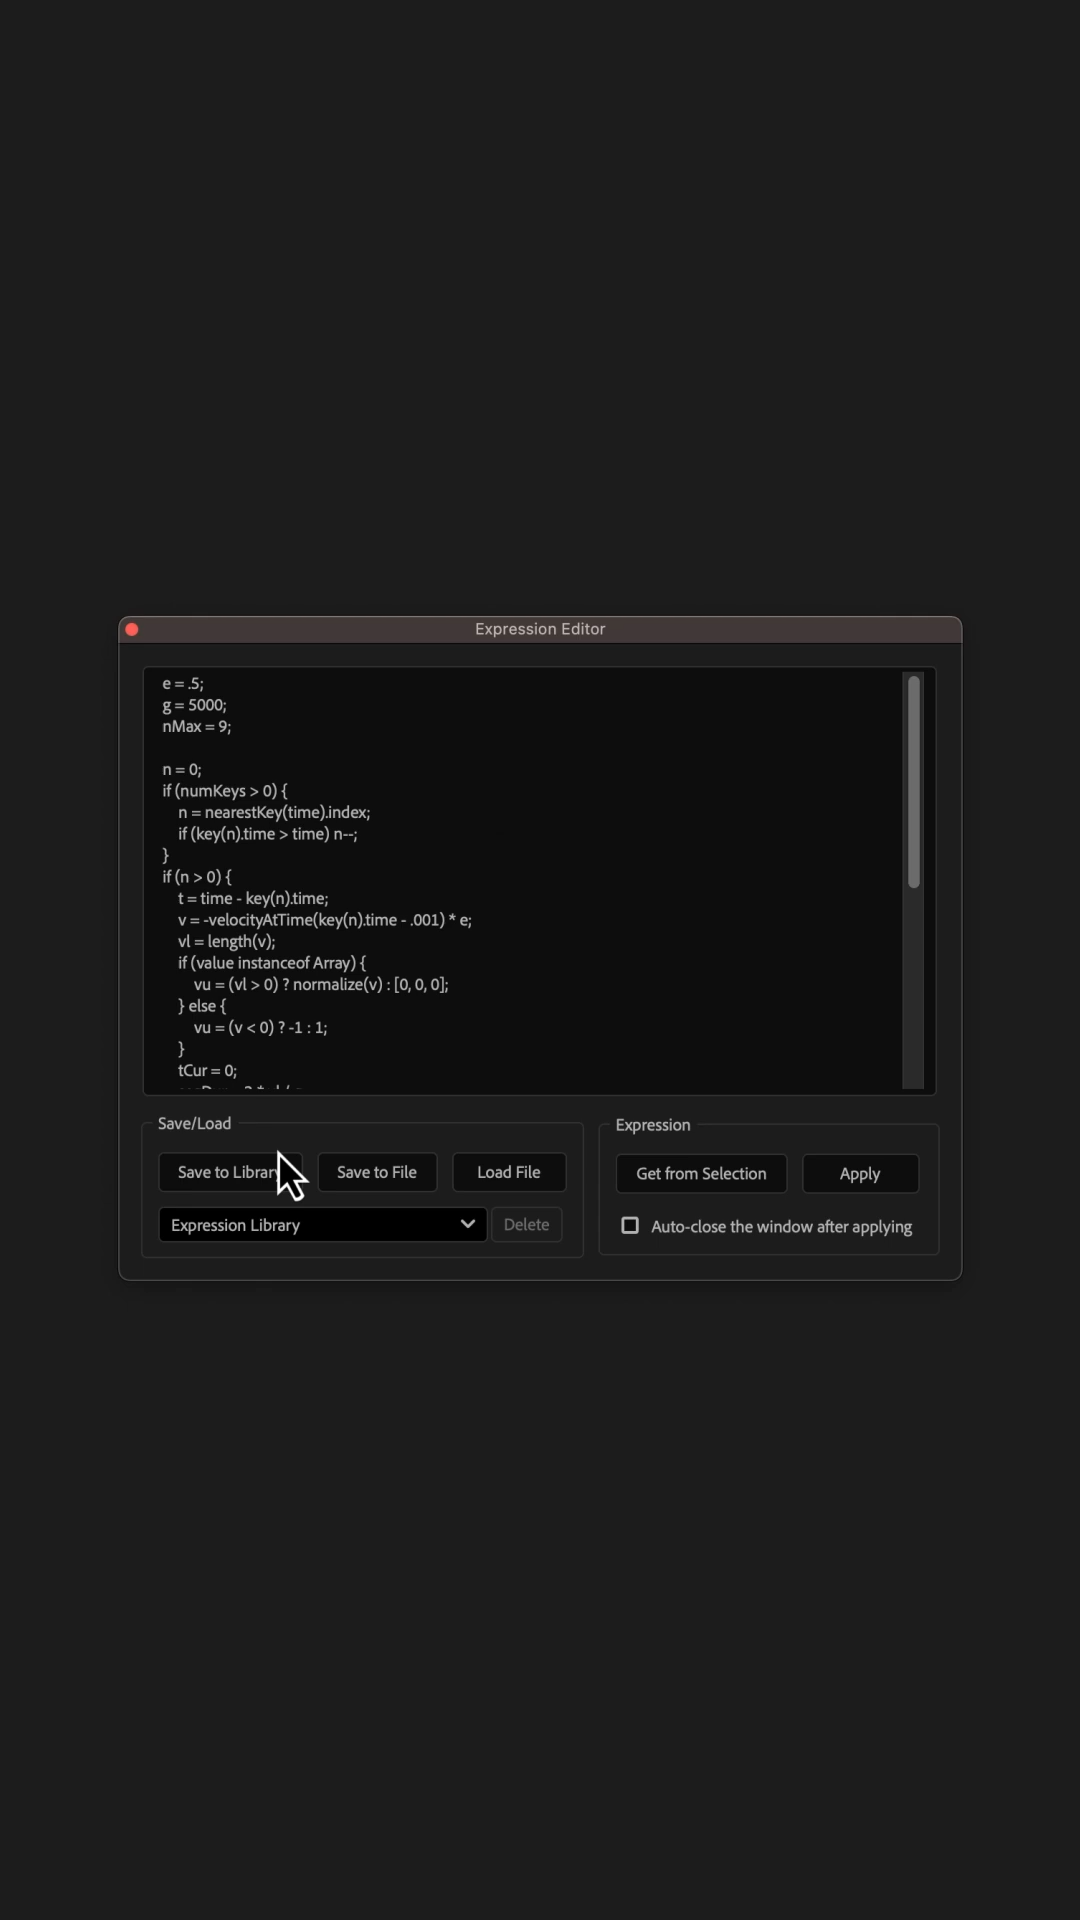 Expression Editor
e = .5;
g = 5000;
nMax = 9;
n = 0;
if (numKeys > 0) {
n = nearestKey(time).index;
if (key(n).time > time) n--;
}
if (n > 0) {
t = time - key(n).time;
v = -velocityAtTime(key(n).time - .001) * e;
vl = length(v);
if (value instanceof Array) {
vu = (vl > 0) ? normalize(v) : [0, 0, 0];
} else {
vu = (v < 0) ? -1 : 1;
}
tCur = 0;
Save/Load
Save to Library
Save to File
Load File
Expression Library
Delete
Expression
Get from Selection
Apply
Auto-close the window after applying